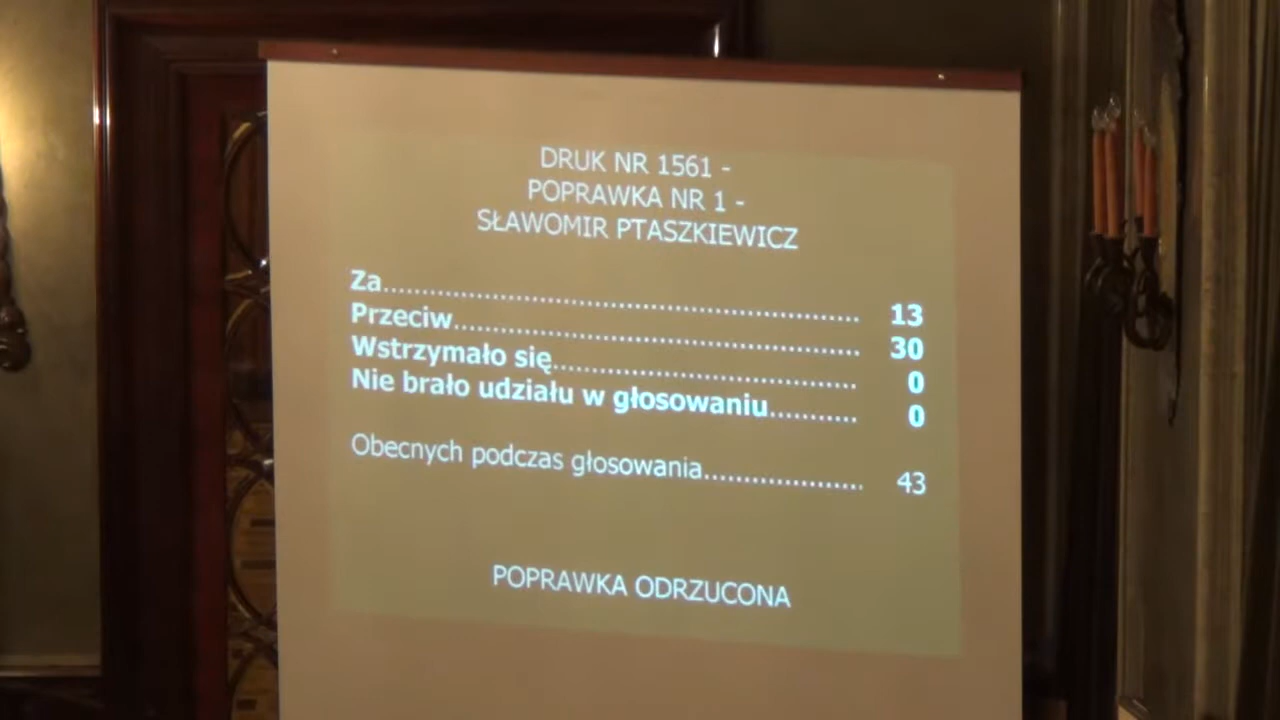 DRUK NR 1561 -
POPRAWKA NR 1 -
SŁAWOMIR PTASZKIEWICZ
Za............................................................ 13
Przeciw.................................................... 30
Wstrzymało się....................................... 0
Nie brało udziału w głosowaniu.......... 0
Obecnych podczas głosowania.................... 43
POPRAWKA ODRZUCONA